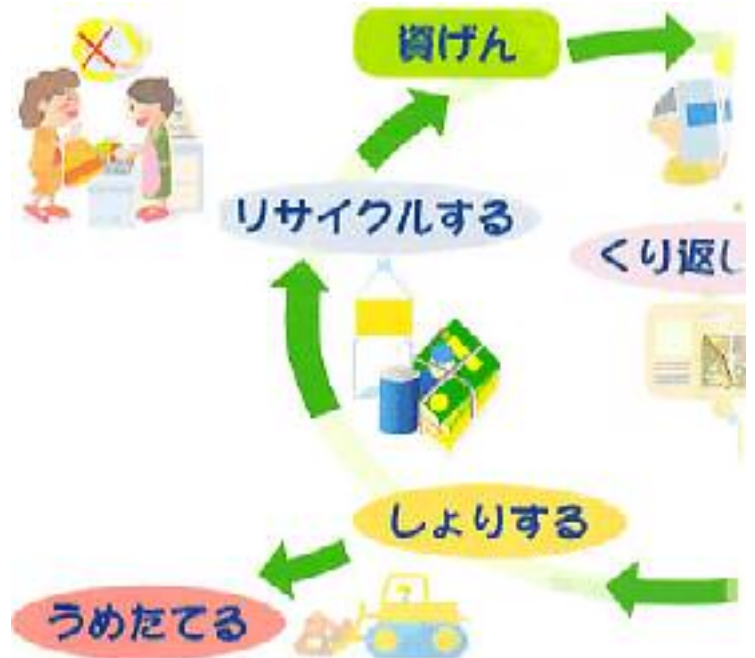 資げん
リサイクルする
くり返し
しょりする
うめたてる